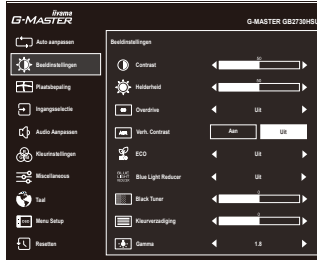 iiyama
G-MASTER
G-MASTER GB2730HSU
Auto aanpassen
Beeldinstellingen
Plaatsbepaling
Ingangsselectie
Audio Aanpassen
Kleurinstellingen
Miscellaneous
Taal
Menu Setup
Resetten
Beeldinstellingen
Contrast 50
Helderheid 50
Overdrive Uit
Verh. Contrast Aan Uit
ECO Uit
Blue Light Reducer Uit
Black Tuner 0
Kleurverzadiging 0
Gamma 1.8